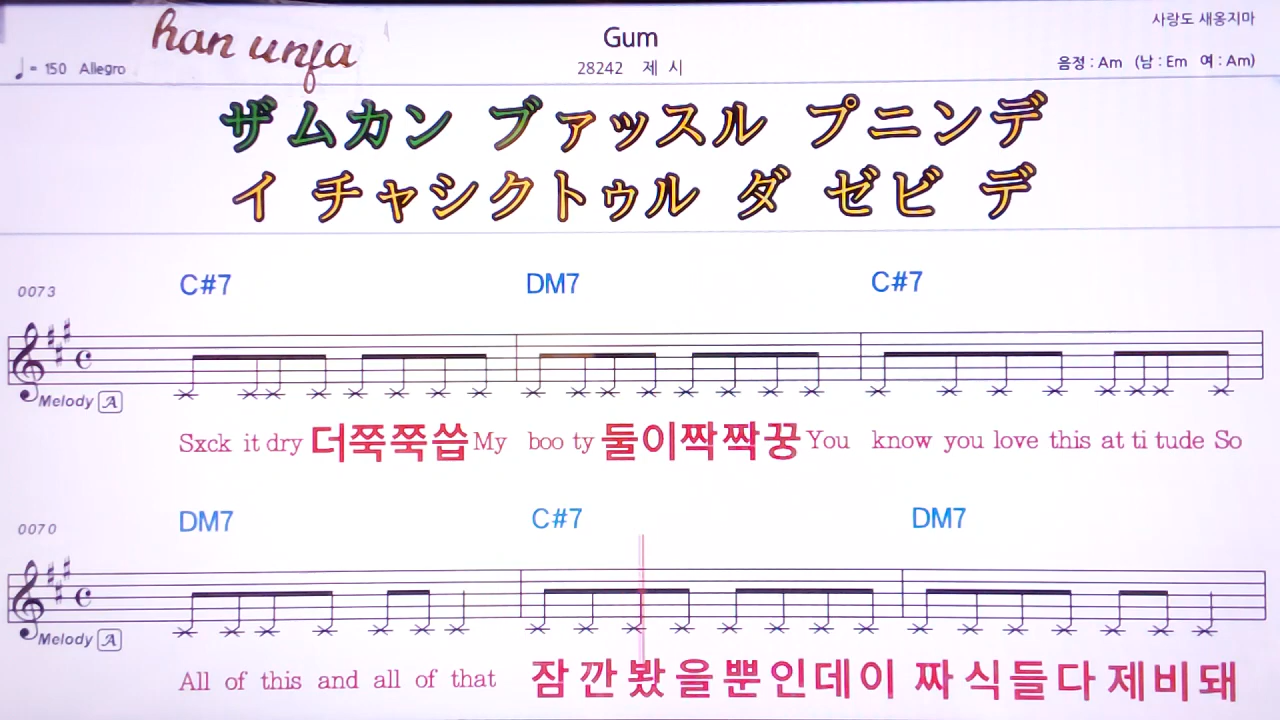 han unja
Gum
사랑도 새옹지마
♩= 150 Allegro
28242 제 시
음정 : Am (남 : Em 여 : Am)
ザムカン ブァッスル プニンデ
イ チャシクトゥル ダ ゼビ デ
0073
C#7 DM7 C#7
Melody A
Sxck it dry 더쭉쭉씁 My boo ty 둘이짝짝꿍 You know you love this at ti tude So
0070
DM7 C#7 DM7
Melody A
All of this and all of that 잠 깐 봤 을 뿐 인 데 이 짜 식 들 다 제 비 돼